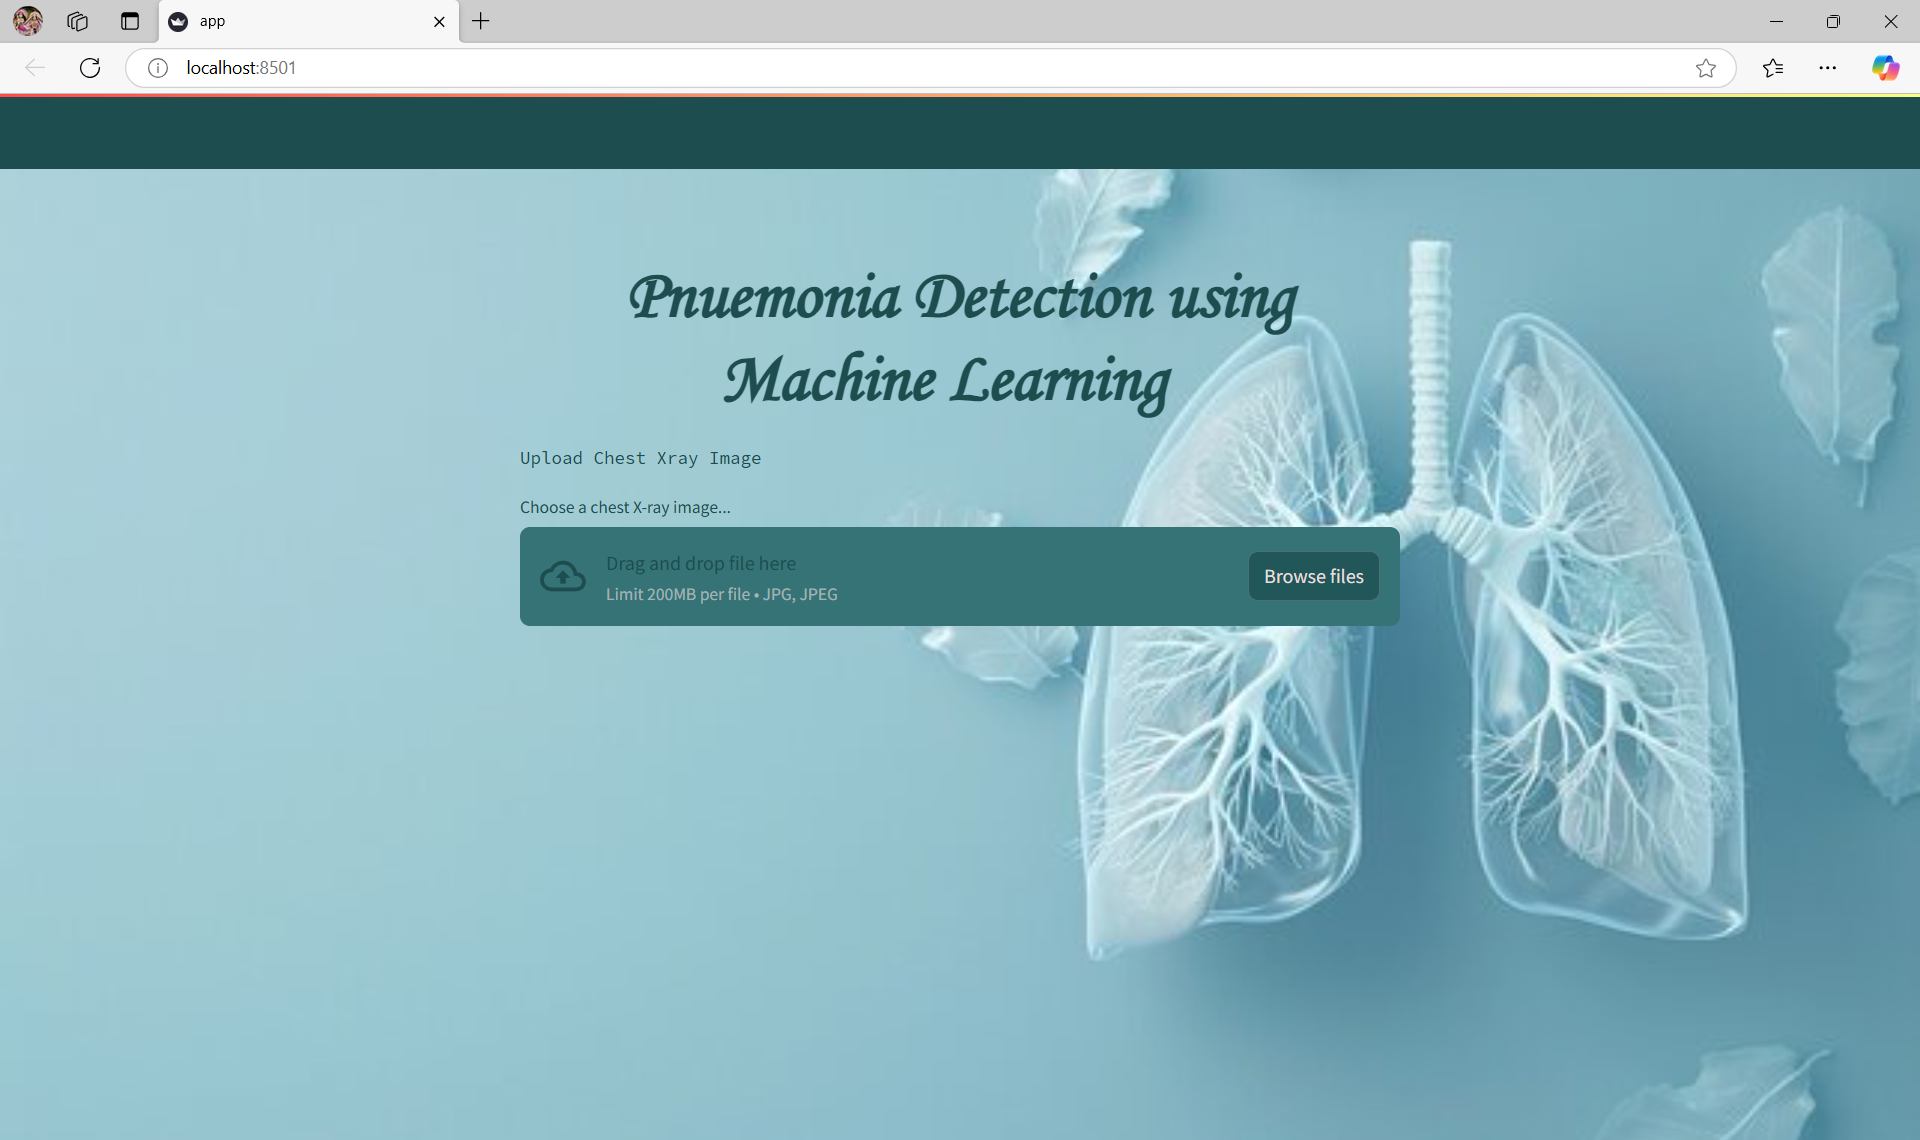 app
localhost:8501
Pnuemonia Detection using
Machine Learning
Upload Chest Xray Image
Choose a chest X-ray image...
Drag and drop file here
Limit 200MB per file • JPG, JPEG
Browse files